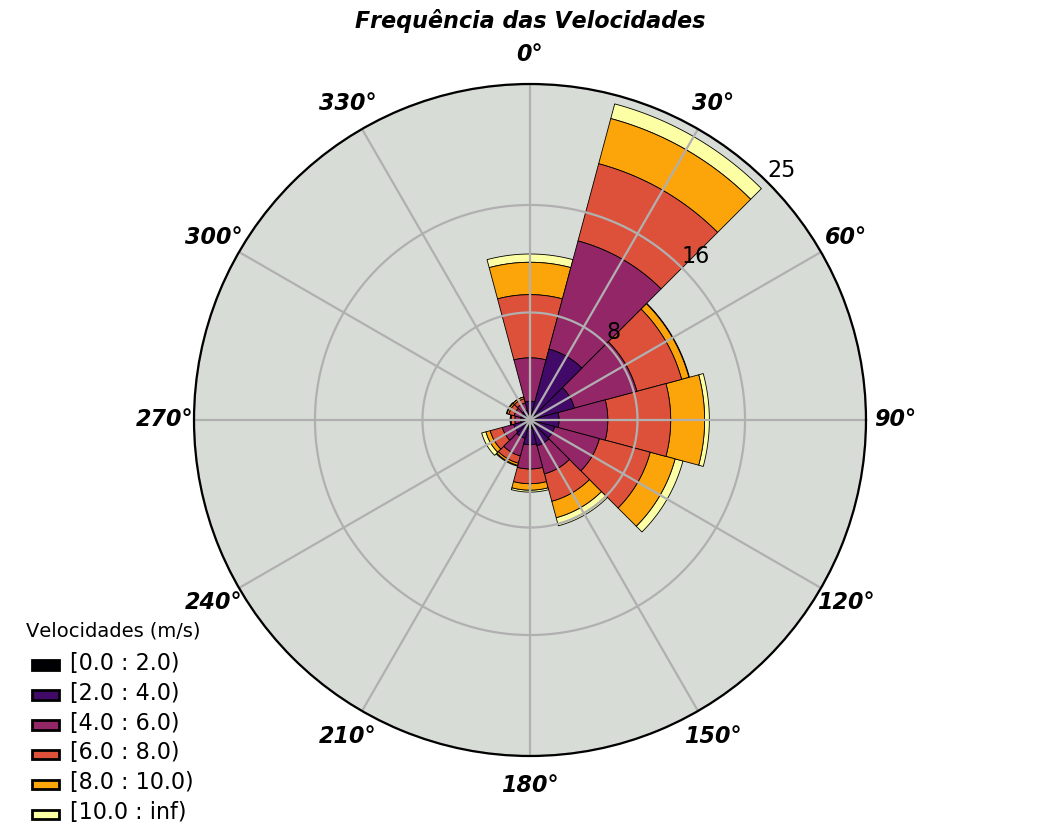 Frequência das Velocidades
0°
330°
30°
25
300°
60°
16
8
270°
90°
240°
120°
210°
150°
180°
Velocidades (m/s)
[0.0 : 2.0)
[2.0 : 4.0)
[4.0 : 6.0)
[6.0 : 8.0)
[8.0 : 10.0)
[10.0 : inf)